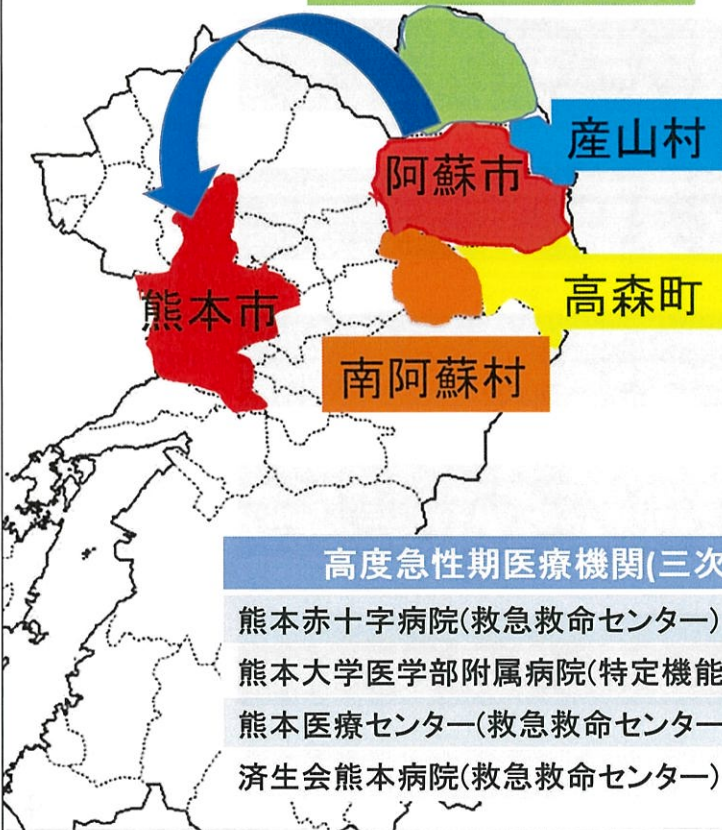 産山村
阿蘇市
高森町
熊本市
南阿蘇村
高度急性期医療機関(三次
熊本赤十字病院(救急救命センター)
熊本大学医学部附属病院(特定機能
熊本医療センター(救急救命センター
済生会熊本病院(救急救命センター)